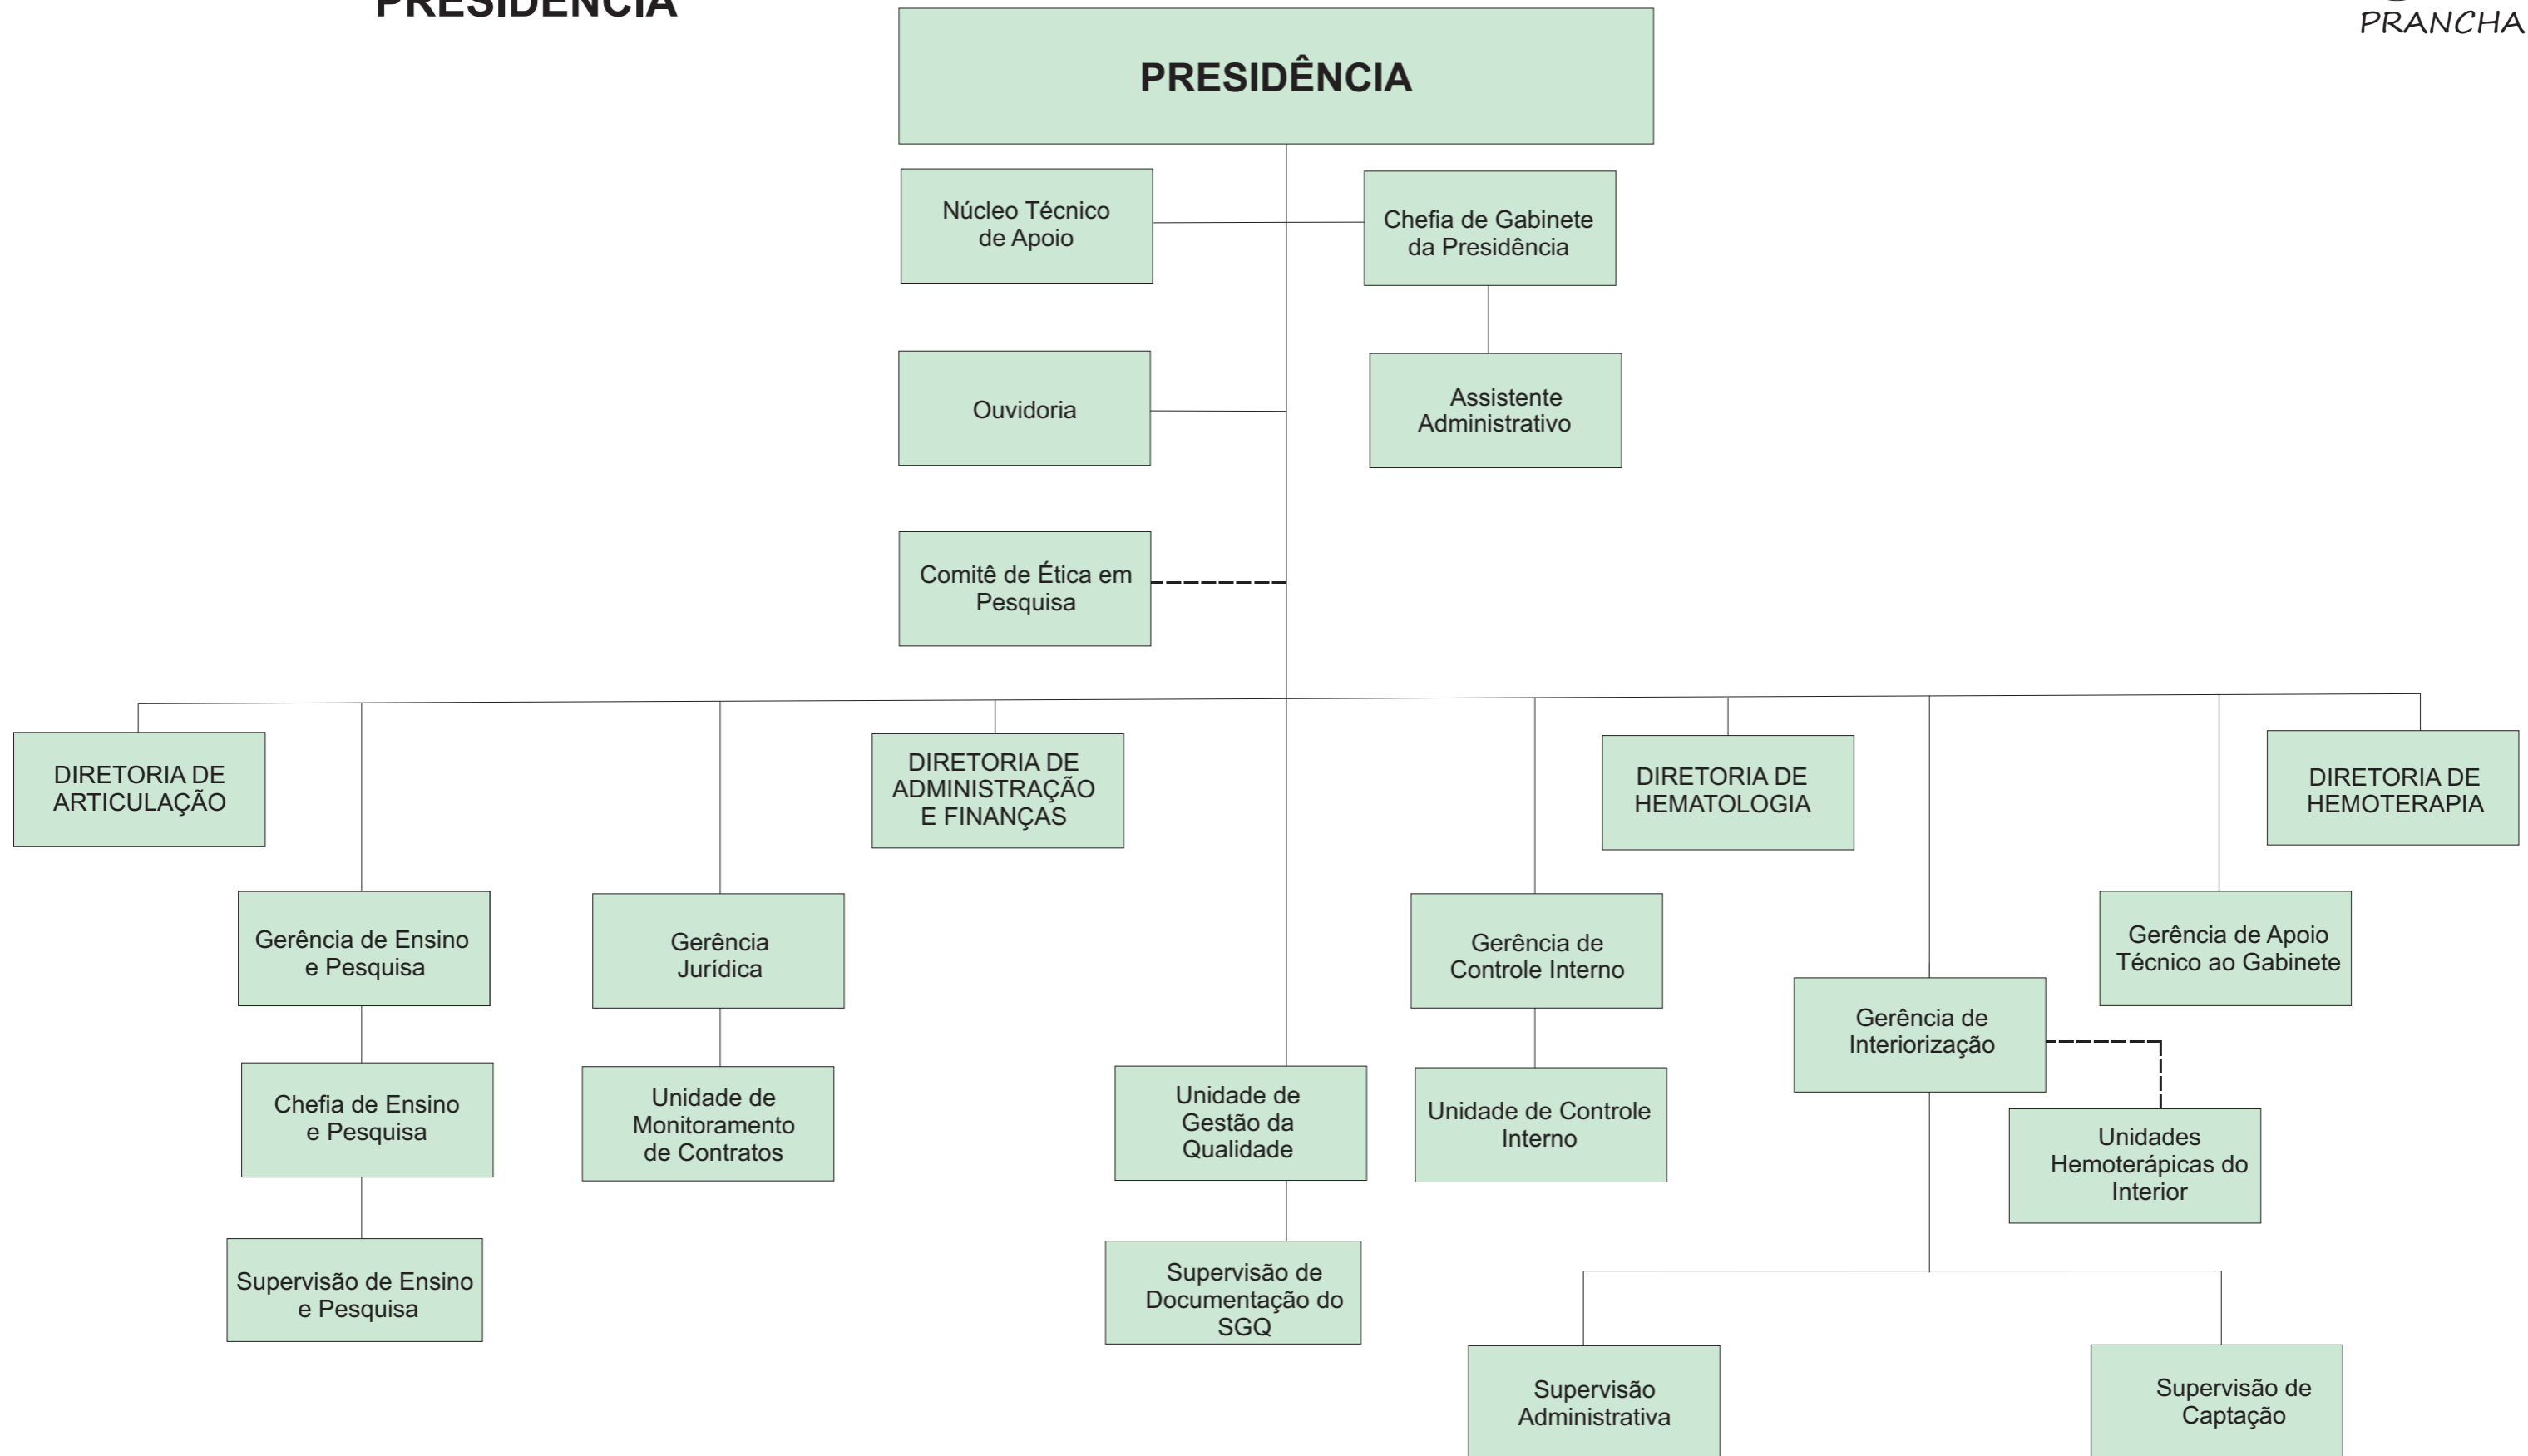 PRESIDÊNCIA
PRANCHA
PRESIDÊNCIA
Núcleo Técnico
de Apoio
Chefia de Gabinete
da Presidência
Ouvidoria
Assistente
Administrativo
Comitê de Ética em
Pesquisa
DIRETORIA DE
ARTICULAÇÃO
DIRETORIA DE
ADMINISTRAÇÃO
E FINANÇAS
DIRETORIA DE
HEMATOLOGIA
DIRETORIA DE
HEMOTERAPIA
Gerência de Ensino
e Pesquisa
Gerência
Jurídica
Gerência de
Controle Interno
Gerência de Apoio
Técnico ao Gabinete
Gerência de
Interiorização
Chefia de Ensino
e Pesquisa
Unidade de
Monitoramento
de Contratos
Unidade de
Gestão da
Qualidade
Unidade de Controle
Interno
Unidades
Hemoterápicas do
Interior
Supervisão de Ensino
e Pesquisa
Supervisão de
Documentação do
SGQ
Supervisão
Administrativa
Supervisão de
Captação